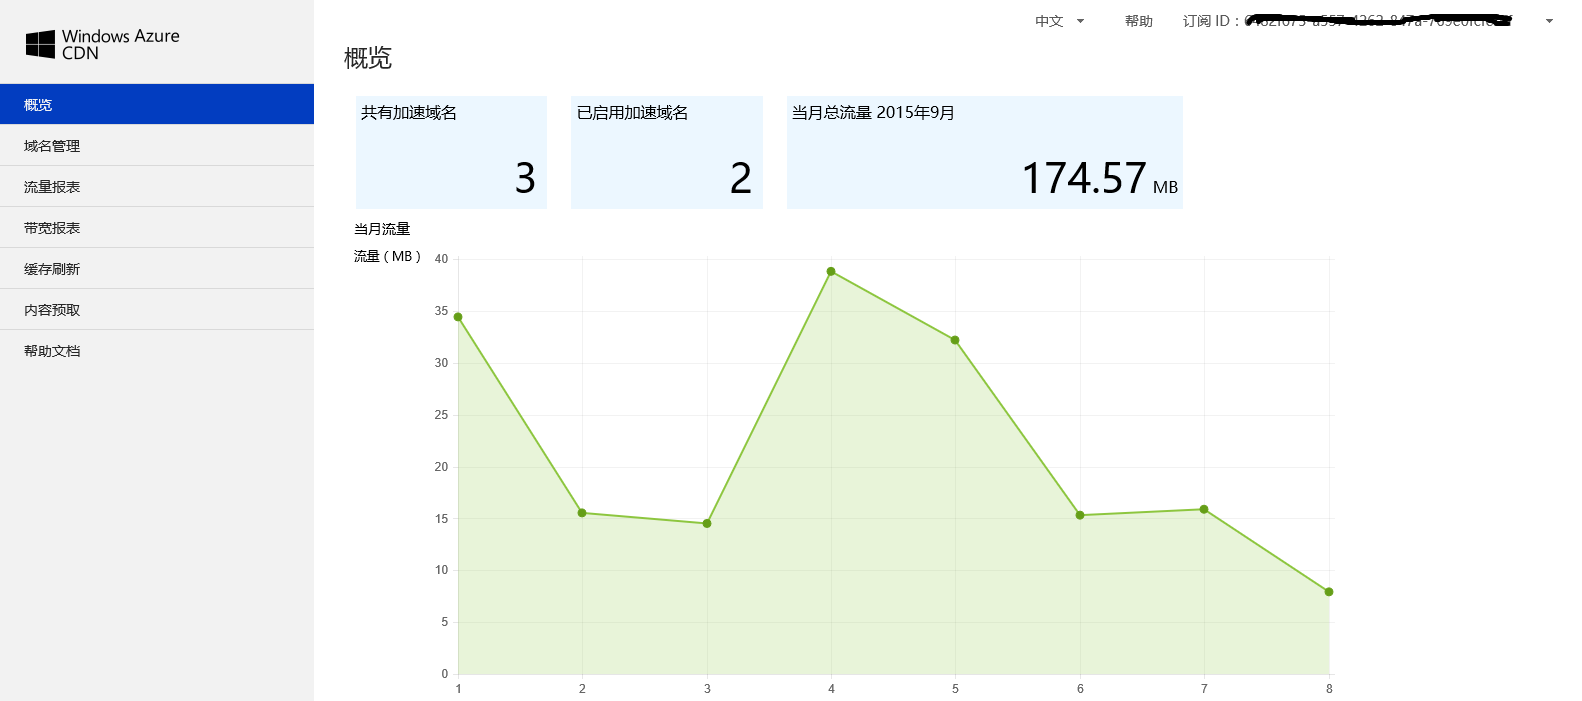 Windows Azure
CDN
中文
帮助
订阅 ID：
概览
概览
域名管理
流量报表
带宽报表
缓存刷新
内容预取
帮助文档
共有加速域名
3
已启用加速域名
2
当月总流量 2015年9月
174.57 MB
当月流量
流量 ( MB )
40
35
30
25
20
15
10
5
0
1 2 3 4 5 6 7 8